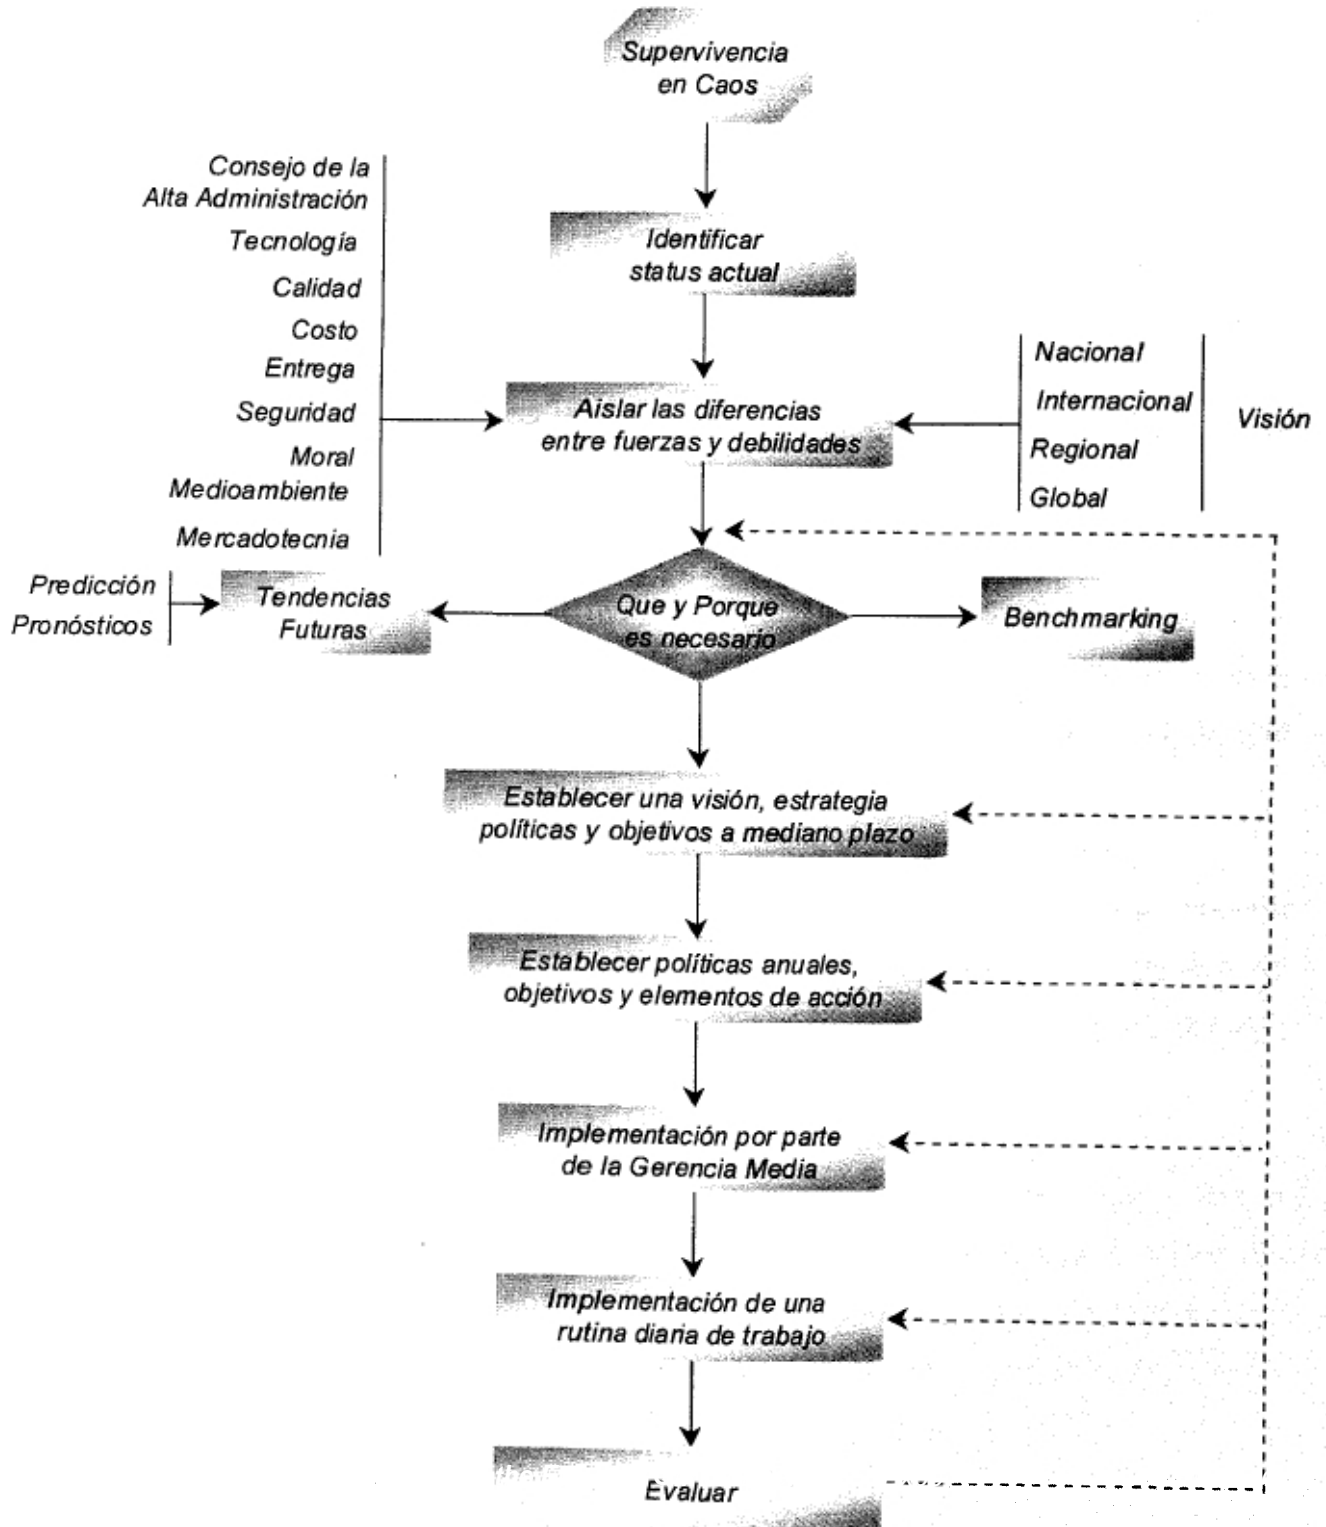 Supervivencia
en Caos
Consejo de la
Alta Administración
Tecnología
Calidad
Costo
Entrega
Seguridad
Moral
Medioambiente
Mercadotecnia
Identificar
status actual
Aislar las diferencias
entre fuerzas y debilidades
Nacional
Internacional
Regional
Global
Visión
Predicción
Pronósticos
Tendencias
Futuras
Que y Porque
es necesario
Benchmarking
Establecer una visión, estrategia
políticas y objetivos a mediano plazo
Establecer políticas anuales,
objetivos y elementos de acción
Implementación por parte
de la Gerencia Media
Implementación de una
rutina diaria de trabajo
Evaluar